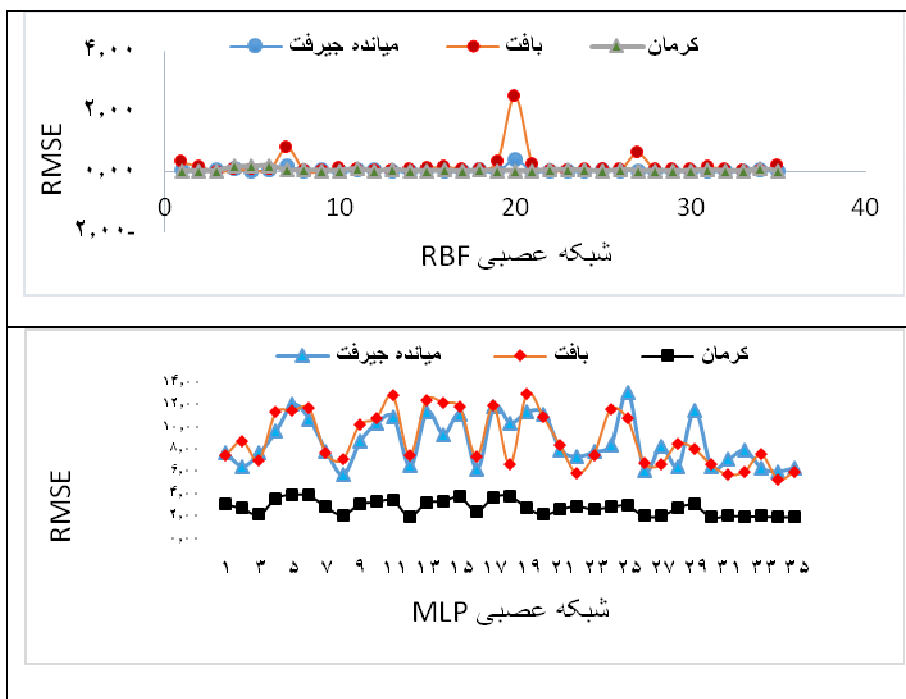 میانده جیرفت بافت کرمان
۴,۰۰
۲,۰۰
۰,۰۰
۲,۰۰-
RMSE
0 10 20 30 40
شبکه عصبی RBF
میانده جیرفت بافت کرمان
۱۴,۰۰
۱۲,۰۰
۱۰,۰۰
۸,۰۰
۶,۰۰
۴,۰۰
۲,۰۰
۰,۰۰
RMSE
۱ ۳ ۵ ۷ ۹ ۱۱ ۱۳ ۱۵ ۱۷ ۱۹ ۲۱ ۲۳ ۲۵ ۲۷ ۲۹ ۳۱ ۳۳ ۳۵
شبکه عصبی MLP